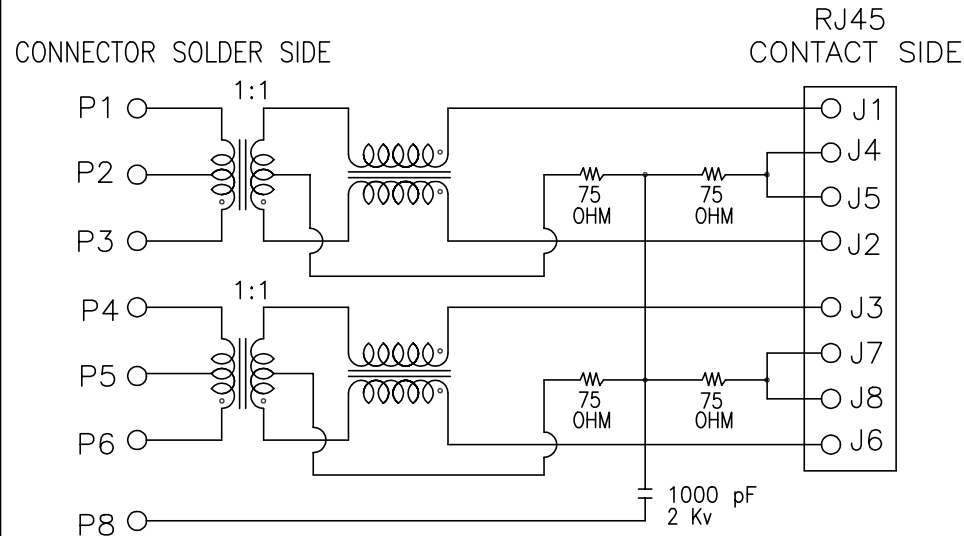 RJ45
CONNECTOR SOLDER SIDE
CONTACT SIDE
1:1
P1
J1
J4
P2
75
OHM
75
OHM
J5
P3
J2
1:1
P4
J3
J7
P5
75
OHM
75
OHM
J8
P6
J6
1000 pF
2 Kv
P8